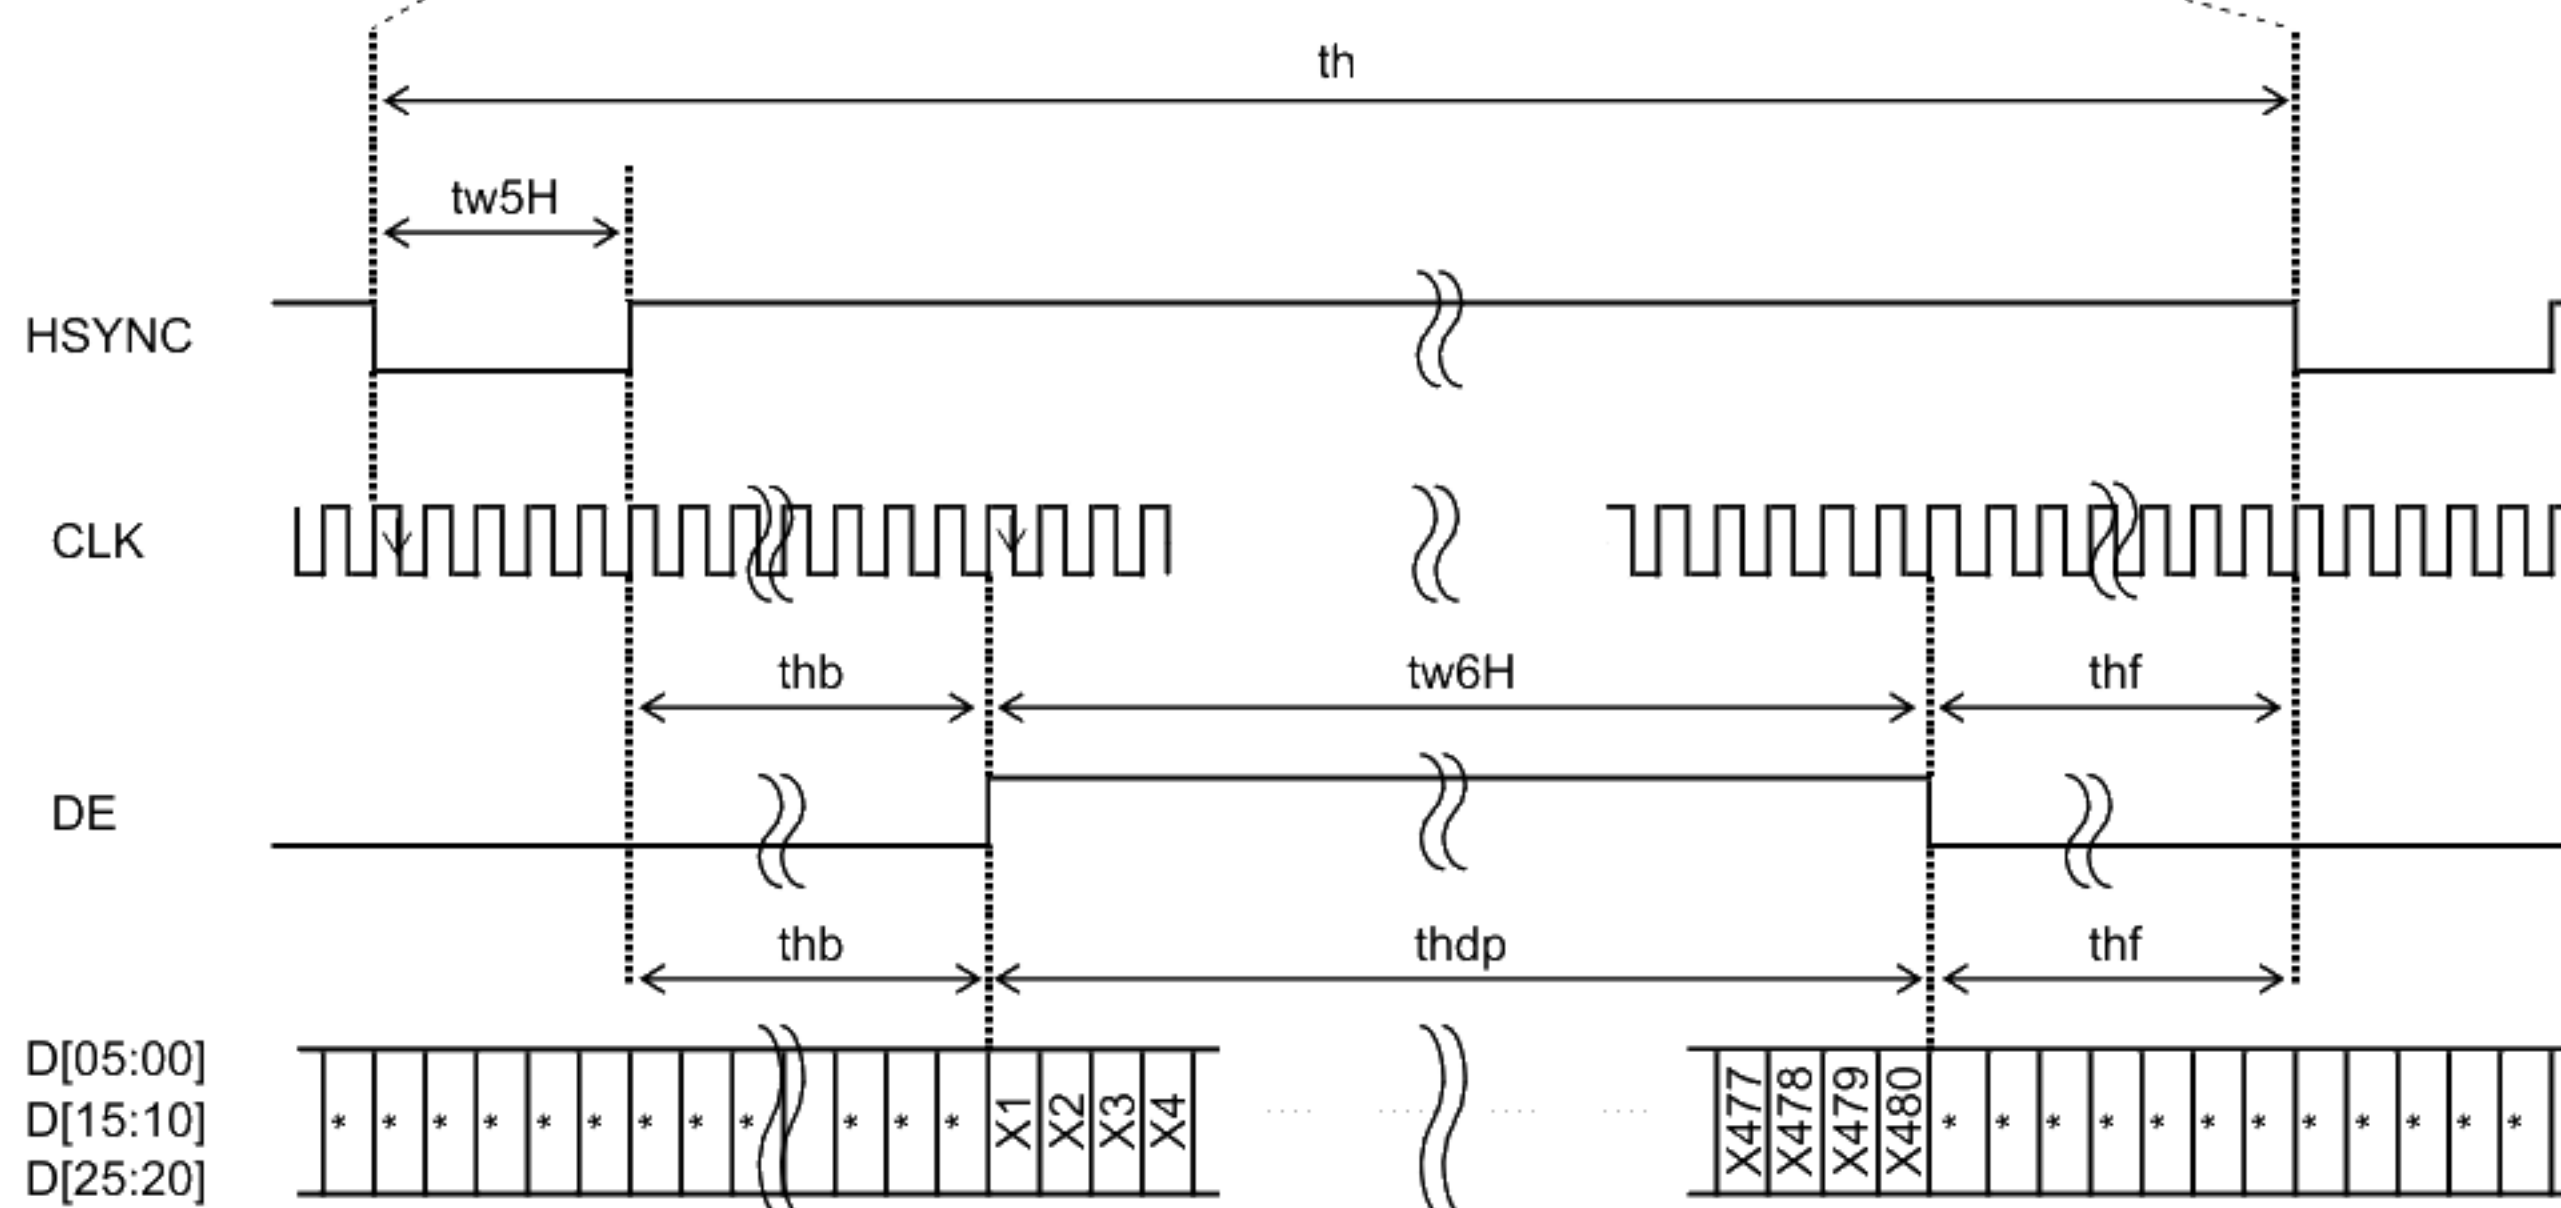 th
tw5H
HSYNC
CLK
thb tw6H thf
DE
thb thdp thf
D[05:00]
D[15:10]
D[25:20]
* * * * * * * * * * * * X1 X2 X3 X4 X477 X478 X479 X480 * * * * * * * * * * * *